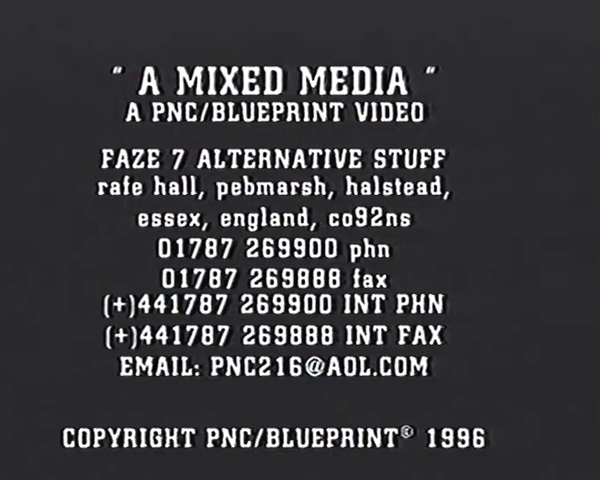 " A MIXED MEDIA "
A PNC/BLUEPRINT VIDEO
FAZE 7 ALTERNATIVE STUFF
rafe hall, pebmarsh, halstead,
essex, england, co92ns
01787 269900 phn
01787 269888 fax
(+)441787 269900 INT PHN
(+)441787 269888 INT FAX
EMAIL: PNC216@AOL.COM
COPYRIGHT PNC/BLUEPRINT© 1996